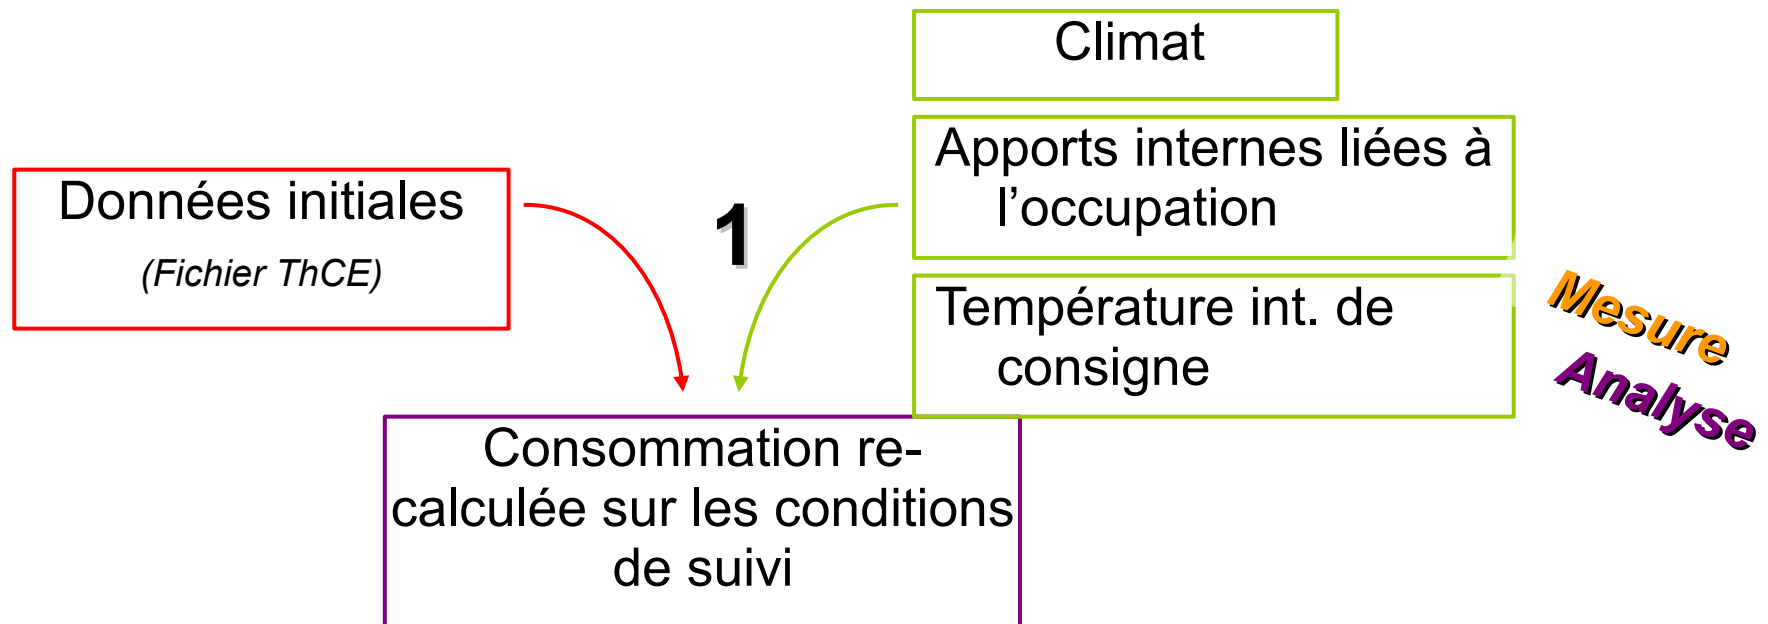 Climat
Apports internes liées à
l’occupation
Données initiales
(Fichier ThCE)
1
Température int. de
consigne
Mesure
Analyse
Consommation re-
calculée sur les conditions
de suivi